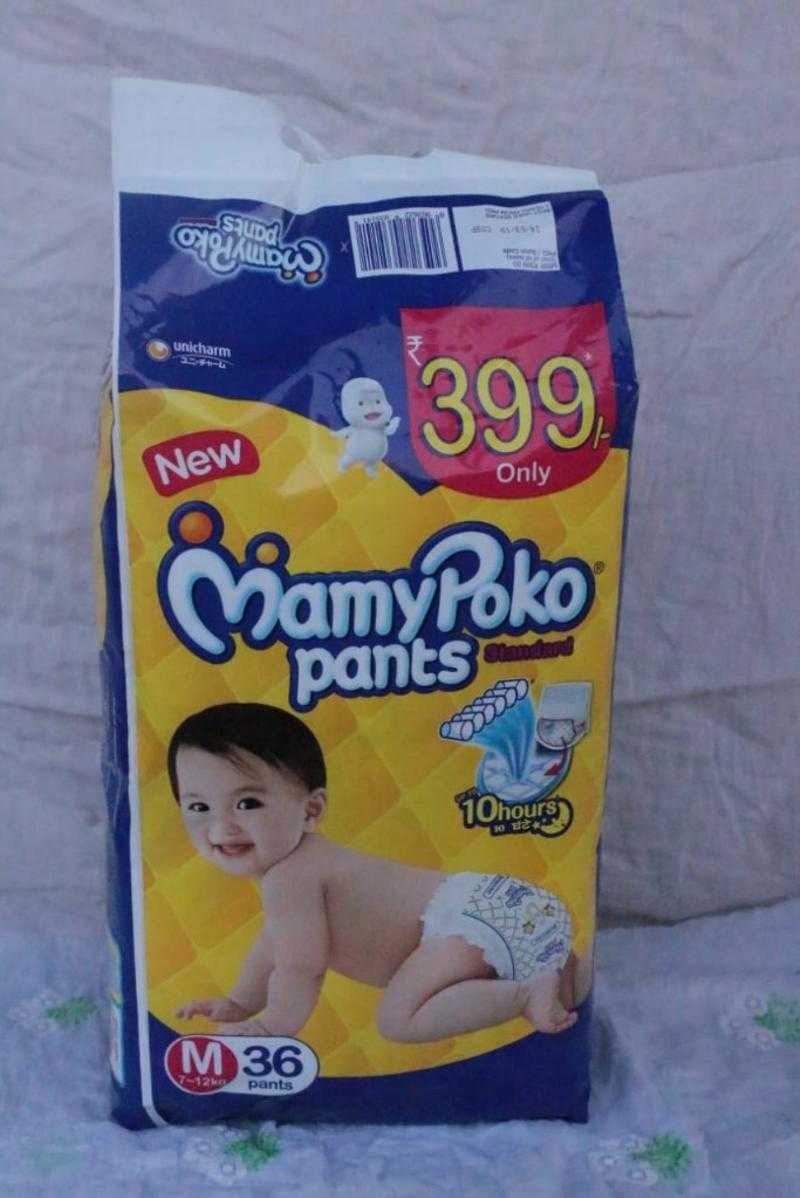 MamyPoko
pants
unicharm
ユニ・チャーム
₹
399/-
*
Only
New
MamyPoko®
pants Standard
10hours
M
7~12kg
36
pants